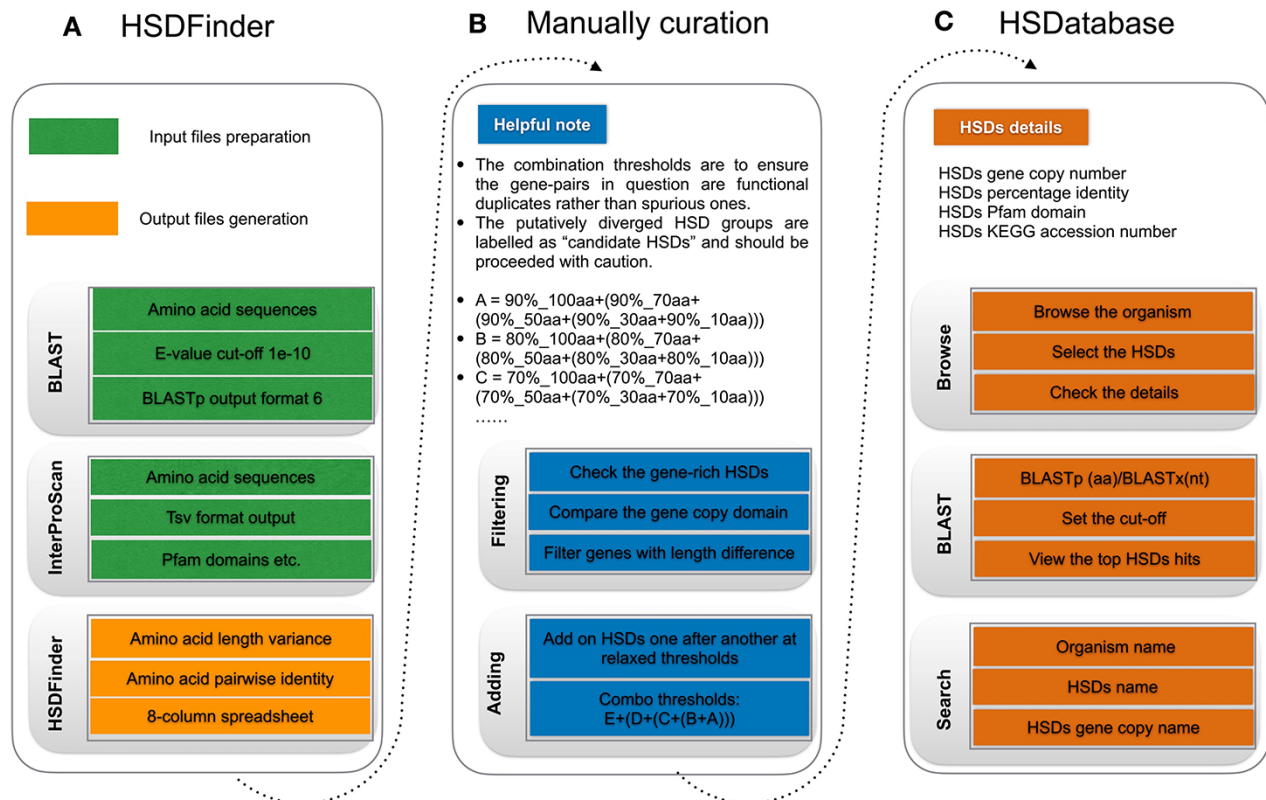 A HSDFinder
Input files preparation
Output files generation
BLAST
Amino acid sequences
E-value cut-off 1e-10
BLASTp output format 6
InterProScan
Amino acid sequences
Tsv format output
Pfam domains etc.
HSDFinder
Amino acid length variance
Amino acid pairwise identity
8-column spreadsheet
B Manually curation
Helpful note
• The combination thresholds are to ensure
the gene-pairs in question are functional
duplicates rather than spurious ones.
• The putatively diverged HSD groups are
labelled as “candidate HSDs” and should be
proceeded with caution.
• A = 90%_100aa+(90%_70aa+
(90%_50aa+(90%_30aa+90%_10aa)))
• B = 80%_100aa+(80%_70aa+
(80%_50aa+(80%_30aa+80%_10aa)))
• C = 70%_100aa+(70%_70aa+
(70%_50aa+(70%_30aa+70%_10aa)))
......
Filtering
Check the gene-rich HSDs
Compare the gene copy domain
Filter genes with length difference
Adding
Add on HSDs one after another at
relaxed thresholds
Combo thresholds:
E+(D+(C+(B+A)))
C HSDatabase
HSDs details
HSDs gene copy number
HSDs percentage identity
HSDs Pfam domain
HSDs KEGG accession number
Browse
Browse the organism
Select the HSDs
Check the details
BLAST
BLASTp (aa)/BLASTx(nt)
Set the cut-off
View the top HSDs hits
Search
Organism name
HSDs name
HSDs gene copy name